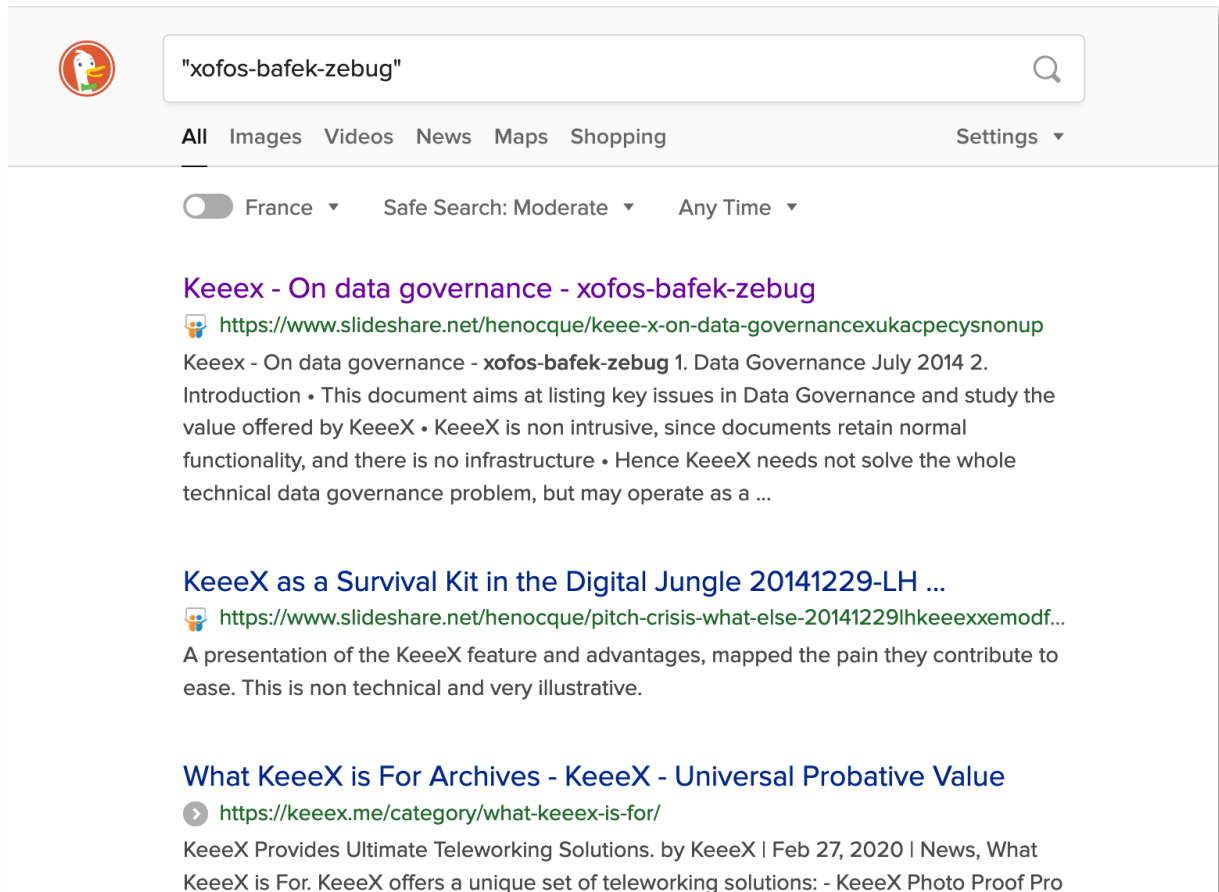 "xofos-bafek-zebug"
All Images Videos News Maps Shopping Settings
France Safe Search: Moderate Any Time
Keeex - On data governance - xofos-bafek-zebug
https://www.slideshare.net/henocque/keee-x-on-data-governancexukacpecysnonup
Keeex - On data governance - xofos-bafek-zebug 1. Data Governance July 2014 2.
Introduction • This document aims at listing key issues in Data Governance and study the
value offered by KeeeX • KeeeX is non intrusive, since documents retain normal
functionality, and there is no infrastructure • Hence KeeeX needs not solve the whole
technical data governance problem, but may operate as a ...
KeeeX as a Survival Kit in the Digital Jungle 20141229-LH ...
https://www.slideshare.net/henocque/pitch-crisis-what-else-20141229lhkeeexxemodf...
A presentation of the KeeeX feature and advantages, mapped the pain they contribute to
ease. This is non technical and very illustrative.
What KeeeX is For Archives - KeeeX - Universal Probative Value
https://keeex.me/category/what-keeex-is-for/
KeeeX Provides Ultimate Teleworking Solutions. by KeeeX | Feb 27, 2020 | News, What
KeeeX is For. KeeeX offers a unique set of teleworking solutions: - KeeeX Photo Proof Pro